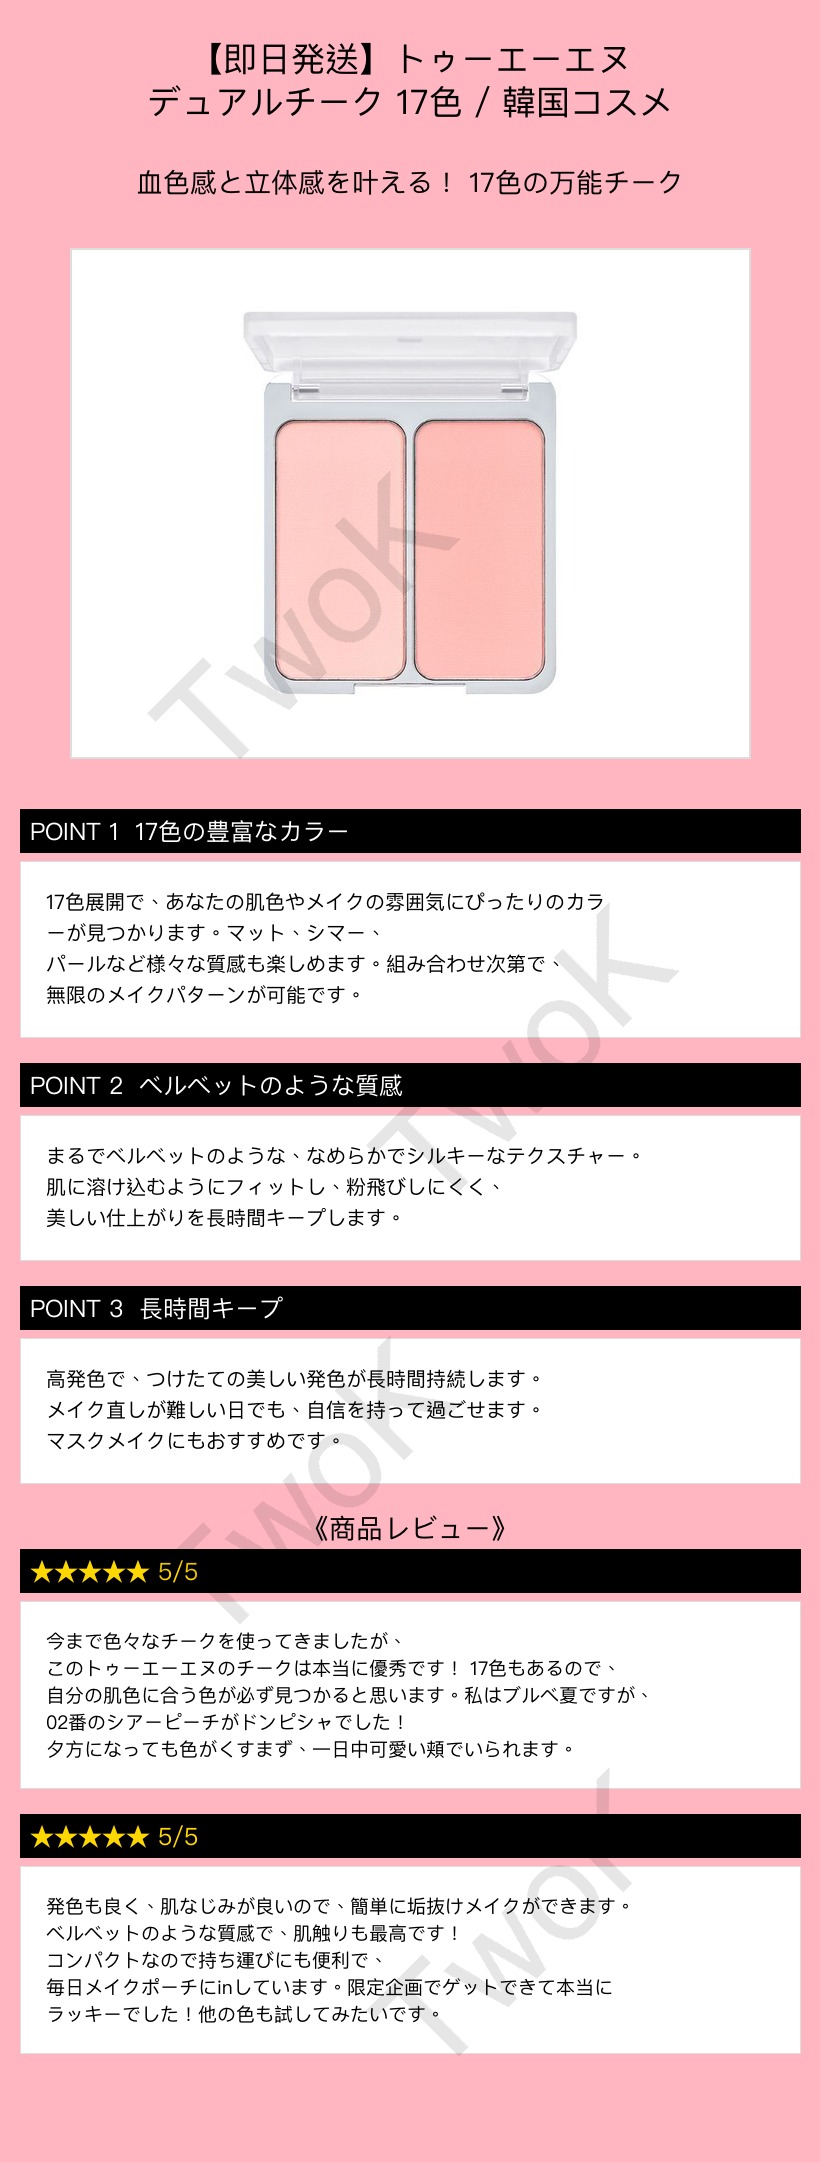 【即日発送】トゥーエーエヌ
デュアルチーク 17色 / 韓国コスメ
血色感と立体感を叶える！ 17色の万能チーク
TwoK
POINT 1 17色の豊富なカラー
17色展開で、あなたの肌色やメイクの雰囲気にぴったりのカラ
ーが見つかります。マット、シマー、
パールなど様々な質感も楽しめます。組み合わせ次第で、
無限のメイクパターンが可能です。
TwoK
POINT 2 ベルベットのような質感
まるでベルベットのような、なめらかでシルキーなテクスチャー。
肌に溶け込むようにフィットし、粉飛びしにくく、
美しい仕上がりを長時間キープします。
POINT 3 長時間キープ
高発色で、つけたての美しい発色が長時間持続します。
メイク直しが難しい日でも、自信を持って過ごせます。
マスクメイクにもおすすめです。
TwoK
《商品レビュー》
★★★★★ 5/5
今まで色々なチークを使ってきましたが、
このトゥーエーエヌのチークは本当に優秀です！ 17色もあるので、
自分の肌色に合う色が必ず見つかると思います。私はブルベ夏ですが、
02番のシアーピーチがドンピシャでした！
夕方になっても色がくすまず、一日中可愛い頬でいられます。
★★★★★ 5/5
発色も良く、肌なじみが良いので、簡単に垢抜けメイクができます。
ベルベットのような質感で、肌触りも最高です！
コンパクトなので持ち運びにも便利で、
毎日メイクポーチにinしています。限定企画でゲットできて本当に
ラッキーでした！他の色も試してみたいです。
TwoK